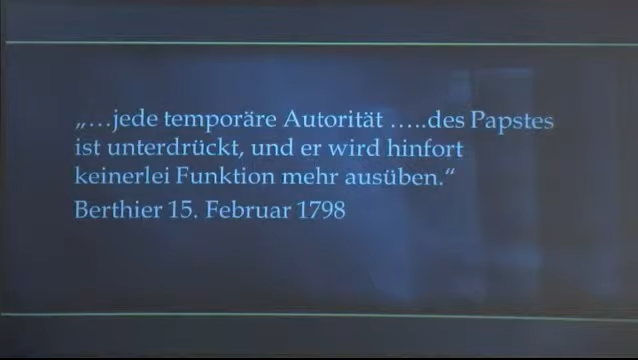 „…jede temporäre Autorität …..des Papstes
ist unterdrückt, und er wird hinfort
keinerlei Funktion mehr ausüben.“
Berthier 15. Februar 1798